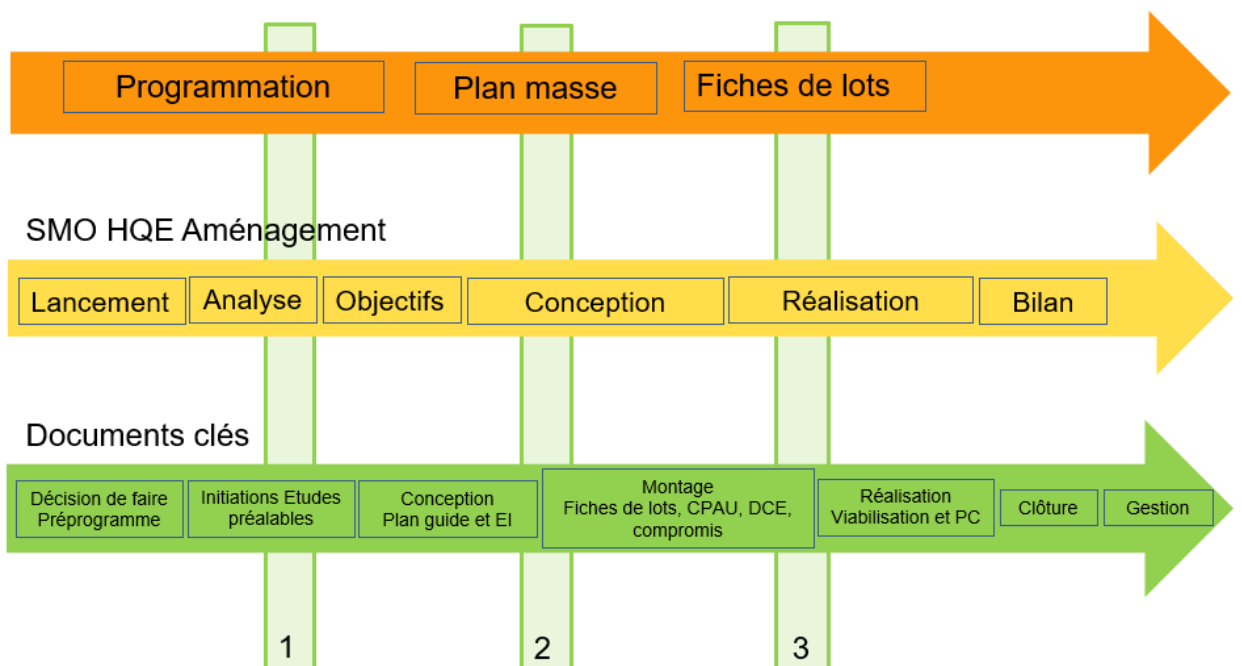 Programmation
Plan masse
Fiches de lots
SMO HQE Aménagement
Lancement
Analyse
Objectifs
Conception
Réalisation
Bilan
Documents clés
Décision de faire
Préprogramme
Initiations Etudes
préalables
Conception
Plan guide et EI
Montage
Fiches de lots, CPAU, DCE,
compromis
Réalisation
Viabilisation et PC
Clôture
Gestion
1
2
3